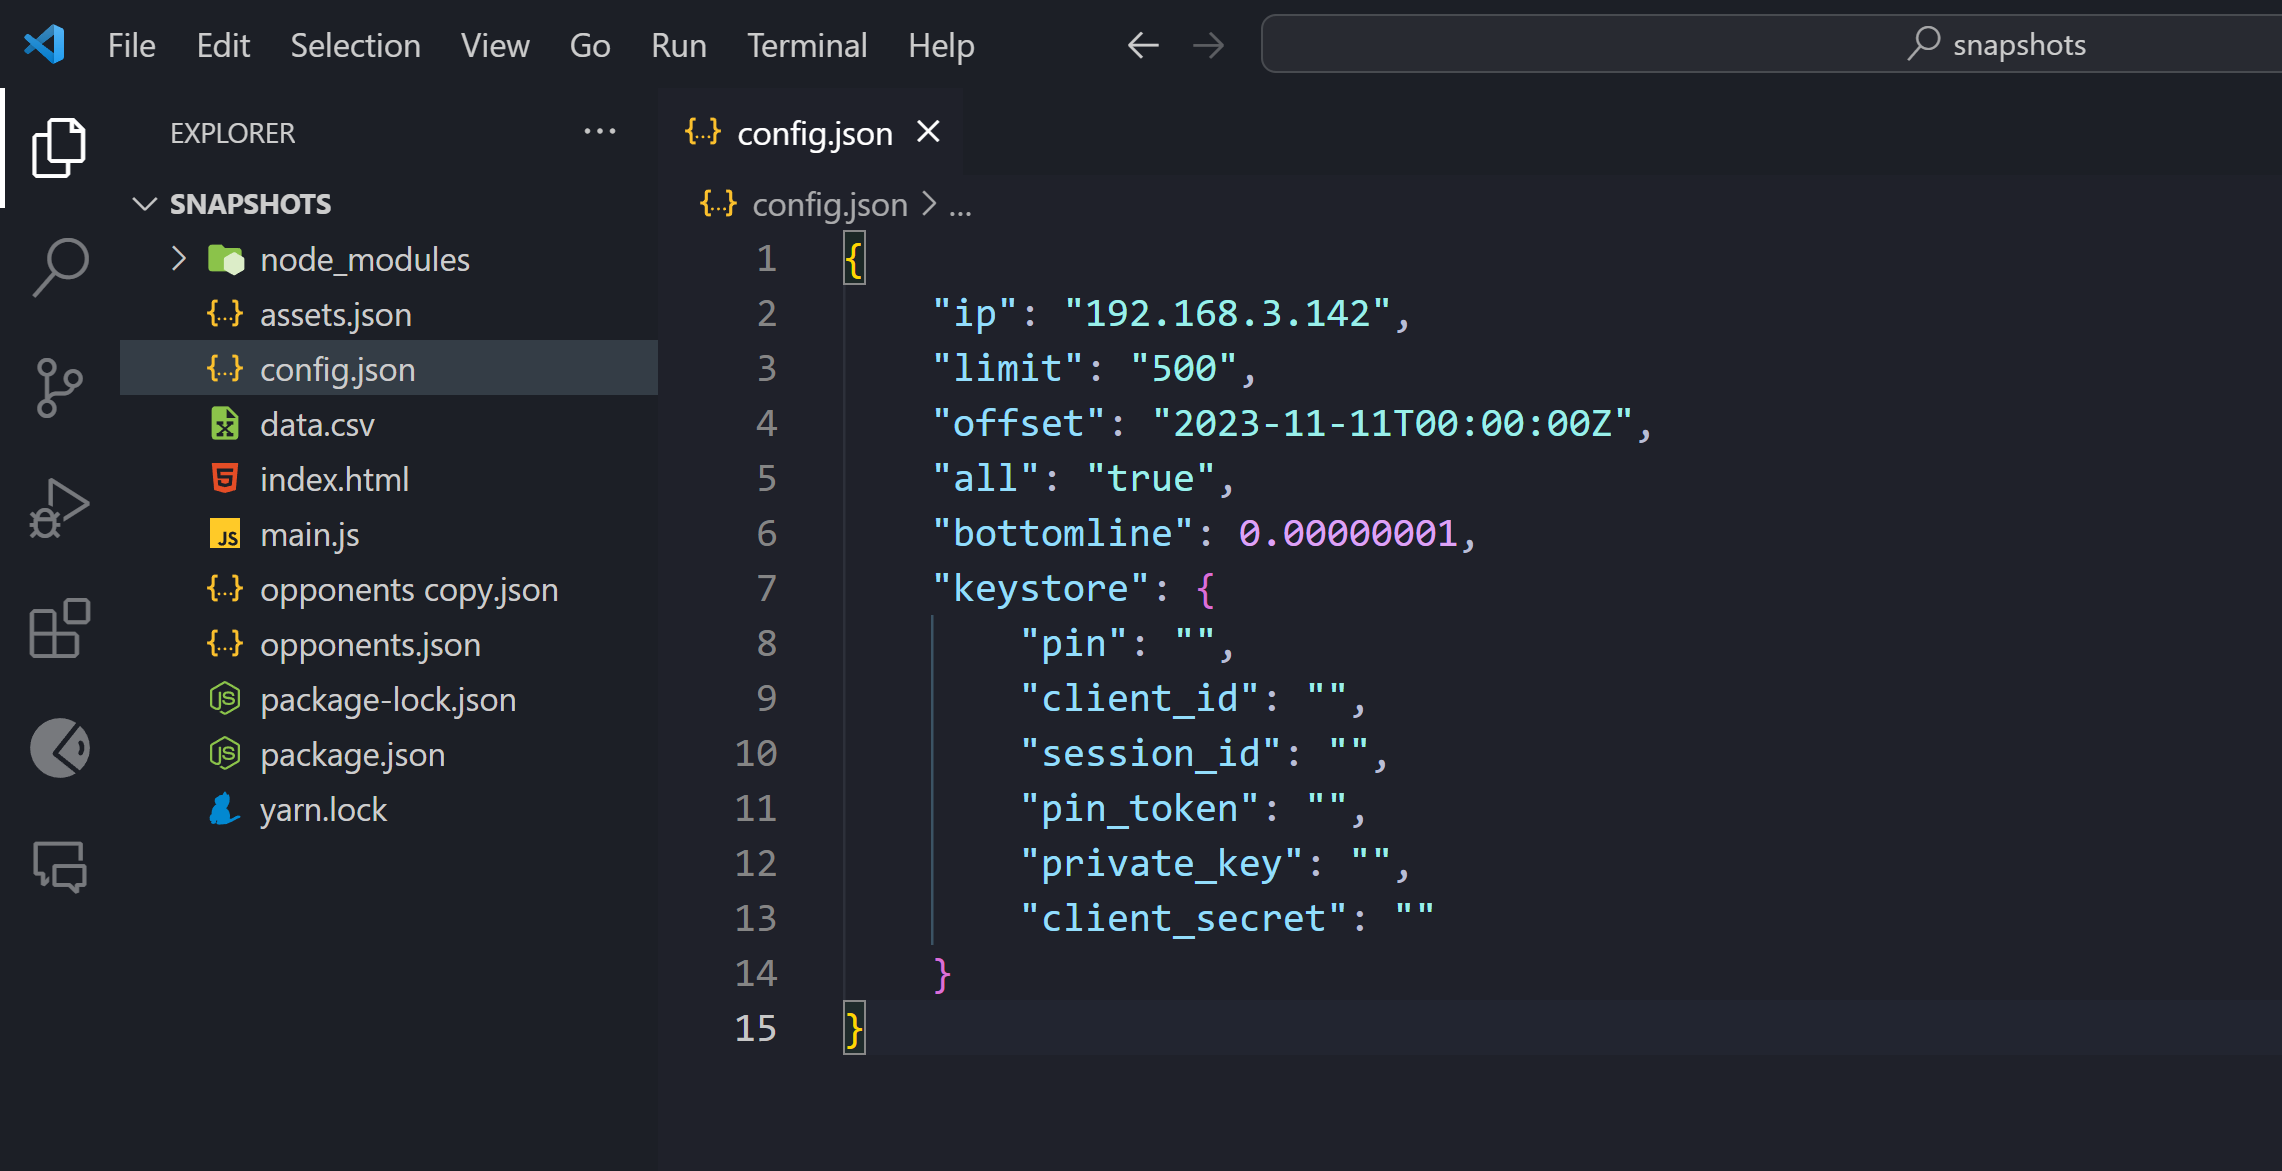 File Edit Selection View Go Run Terminal Help
snapshots
EXPLORER
SNAPSHOTS
node_modules
assets.json
config.json
data.csv
index.html
main.js
opponents copy.json
opponents.json
package-lock.json
package.json
yarn.lock
config.json
config.json > ...
1 {
2 "ip": "192.168.3.142",
3 "limit": "500",
4 "offset": "2023-11-11T00:00:00Z",
5 "all": "true",
6 "bottomline": 0.00000001,
7 "keystore": {
8 "pin": "",
9 "client_id": "",
10 "session_id": "",
11 "pin_token": "",
12 "private_key": "",
13 "client_secret": ""
14 }
15 }